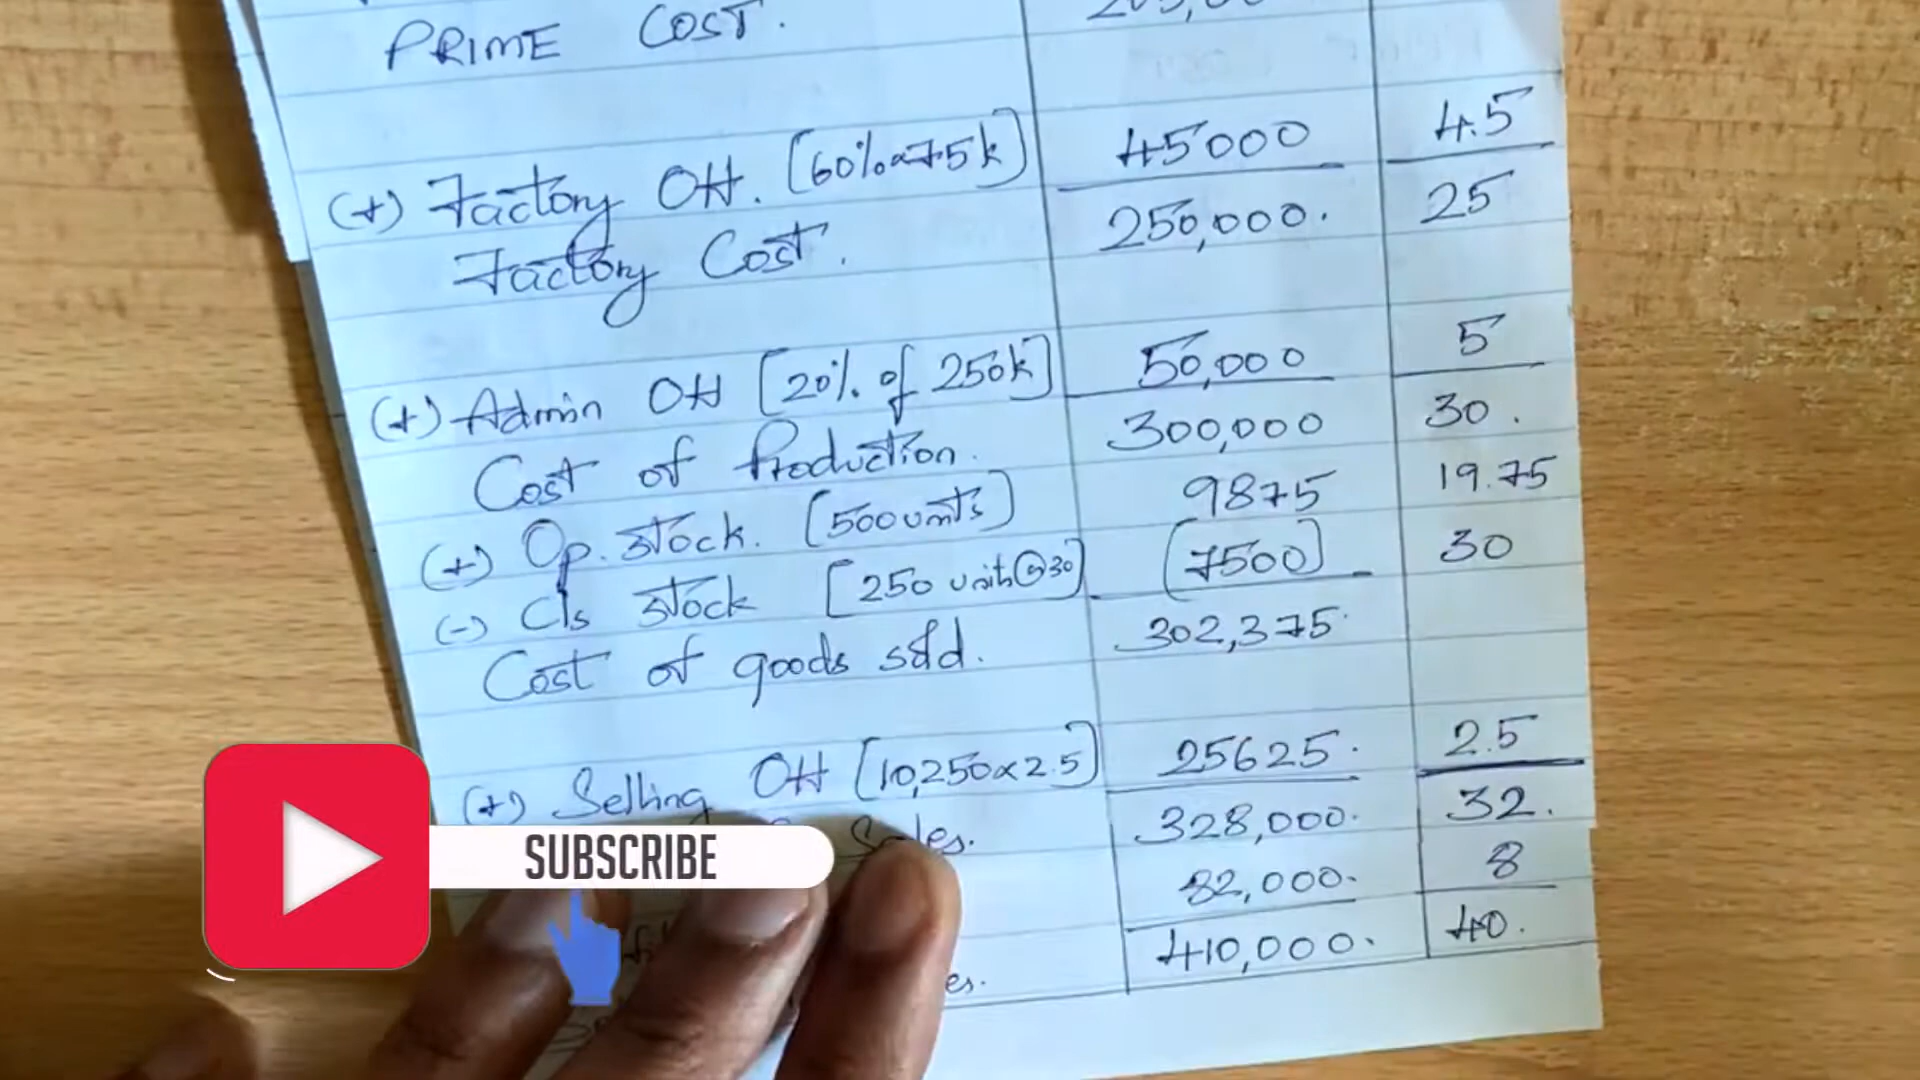 PRIME COST.
(+) Factory OH. [60% x 75k] 45000 4.5
Factory Cost. 250,000. 25
(+) Admin OH [20% of 250k] 50,000 5
Cost of Production. 300,000 30.
(+) Op. stock. [500 units] 9875 19.75
(-) Cls stock [250 units @ 30] [7500] 30
Cost of goods sold. 302,375.
(+) Selling OH [10,250 x 2.5] 25625. 2.5
Sales. 328,000. 32.
82,000. 8
410,000. 40.
SUBSCRIBE